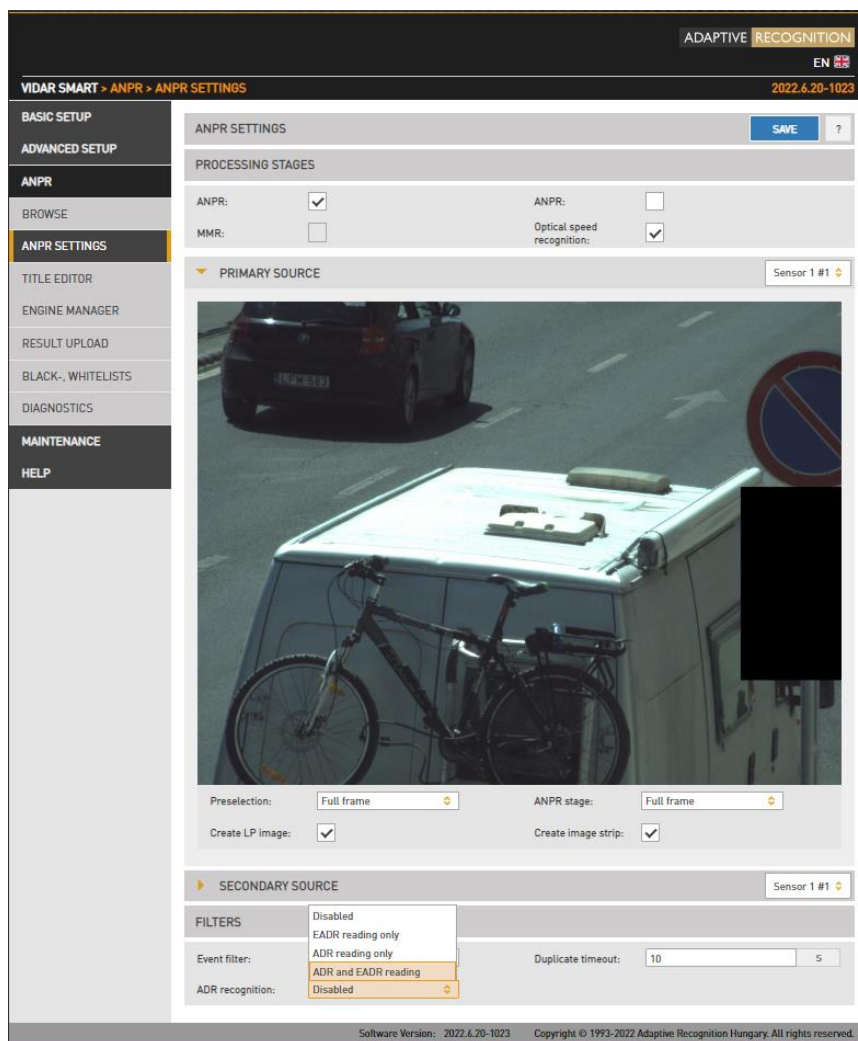 ADAPTIVE RECOGNITION
EN
VIDAR SMART > ANPR > ANPR SETTINGS
2022.6.20-1023
BASIC SETUP
ADVANCED SETUP
ANPR
BROWSE
ANPR SETTINGS
TITLE EDITOR
ENGINE MANAGER
RESULT UPLOAD
BLACK-, WHITELISTS
DIAGNOSTICS
MAINTENANCE
HELP
ANPR SETTINGS
SAVE
?
PROCESSING STAGES
ANPR:
ANPR:
MMR:
Optical speed
recognition:
PRIMARY SOURCE
Sensor 1 #1
Preselection:
Full frame
ANPR stage:
Full frame
Create LP image:
Create image strip:
SECONDARY SOURCE
Sensor 1 #1
FILTERS
Disabled
EADR reading only
ADR reading only
ADR and EADR reading
Event filter:
Duplicate timeout:
10
S
ADR recognition:
Disabled
Software Version: 2022.6.20-1023
Copyright © 1993-2022 Adaptive Recognition Hungary. All rights reserved.